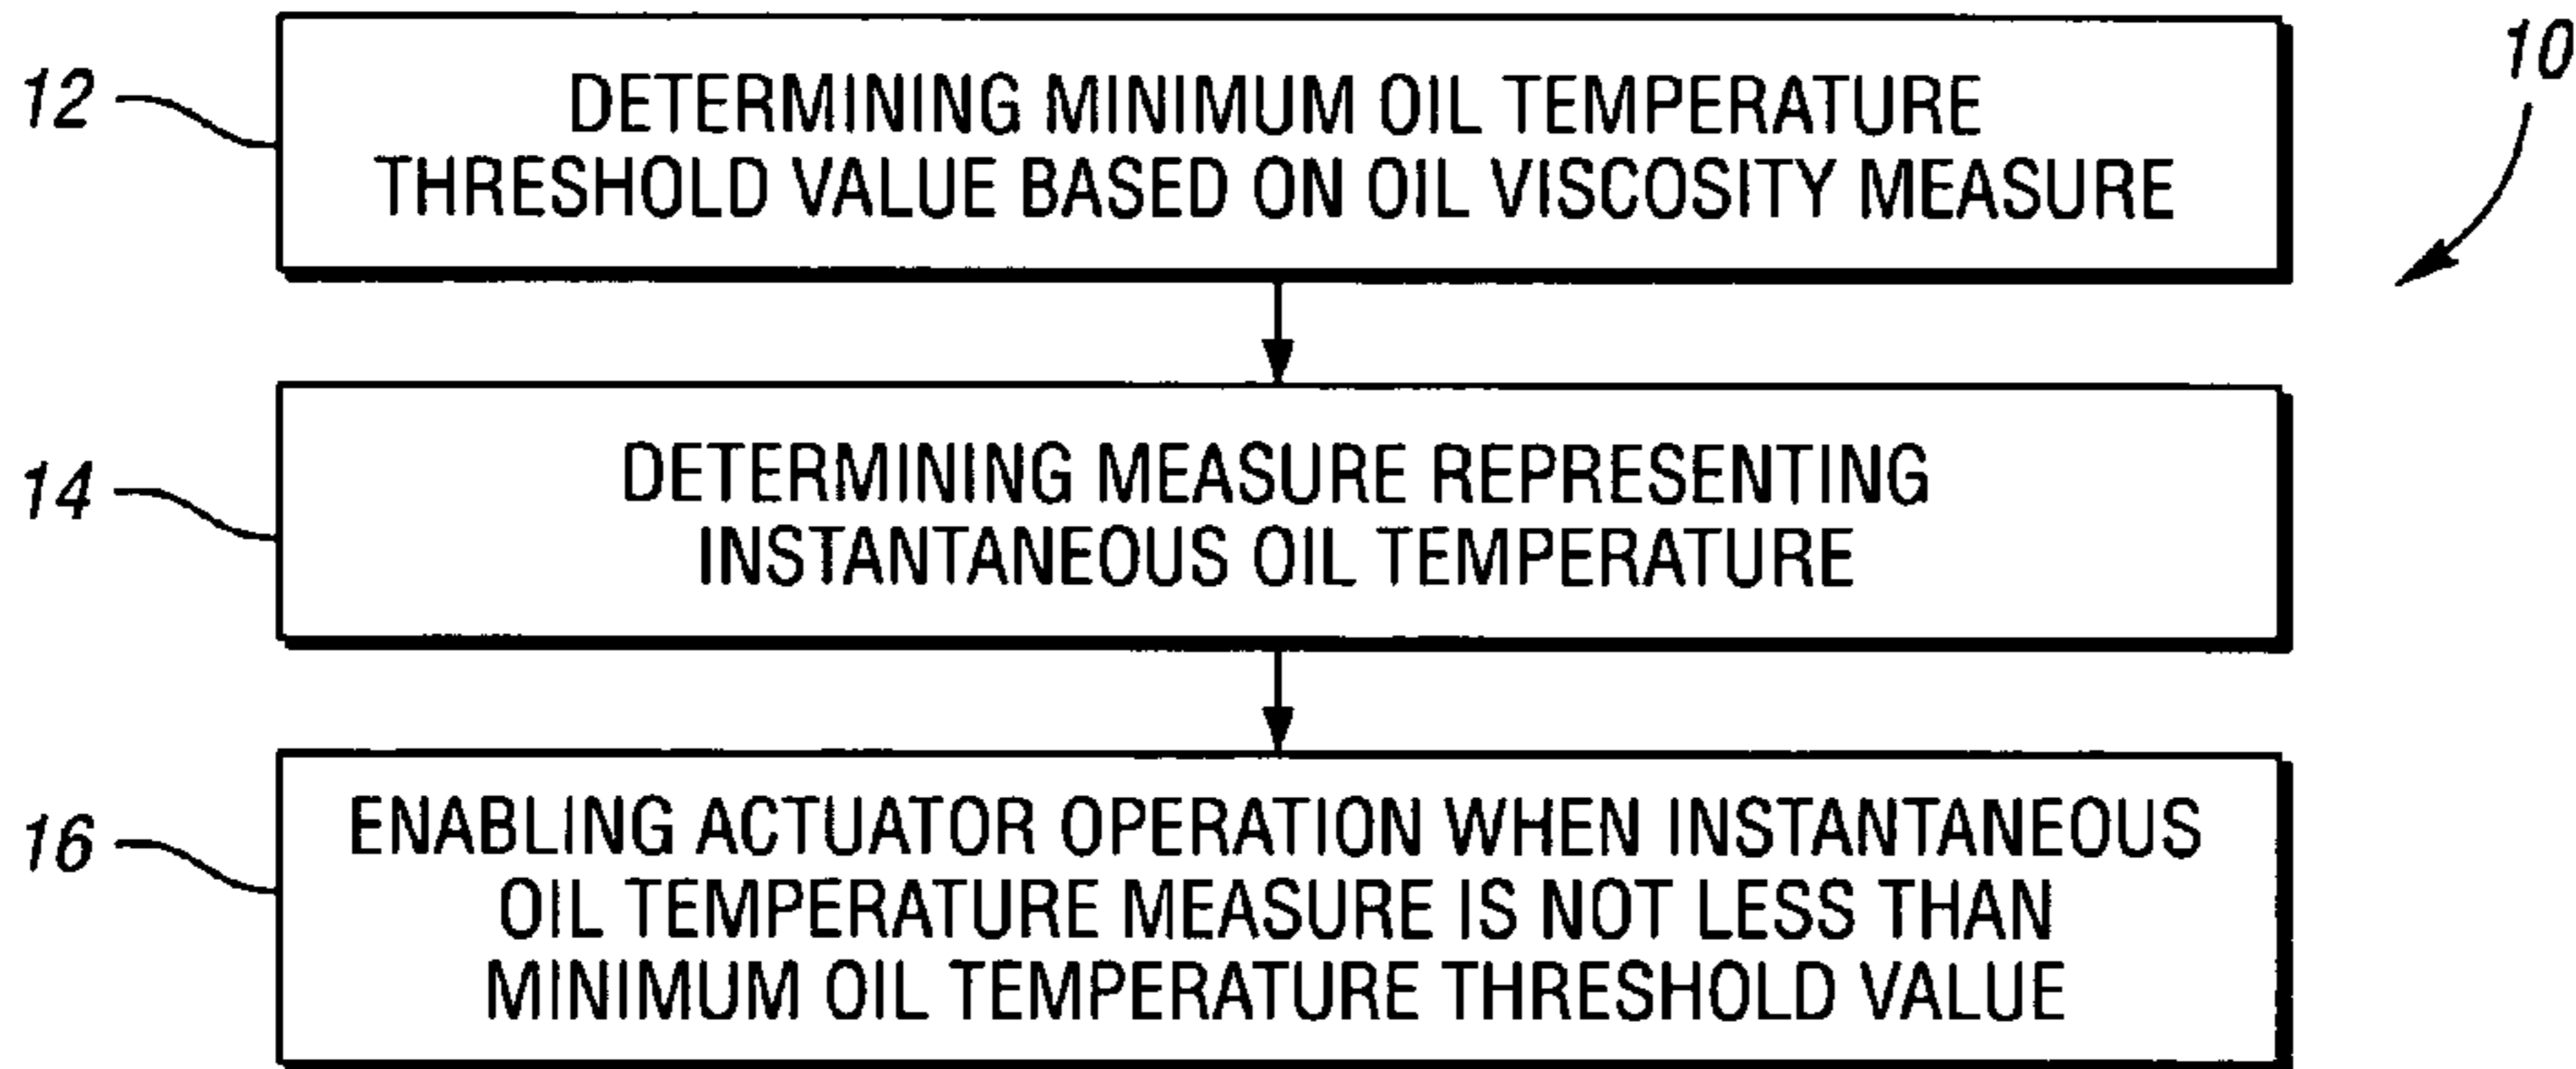 10
12
DETERMINING MINIMUM OIL TEMPERATURE
THRESHOLD VALUE BASED ON OIL VISCOSITY MEASURE
14
DETERMINING MEASURE REPRESENTING
INSTANTANEOUS OIL TEMPERATURE
16
ENABLING ACTUATOR OPERATION WHEN INSTANTANEOUS
OIL TEMPERATURE MEASURE IS NOT LESS THAN
MINIMUM OIL TEMPERATURE THRESHOLD VALUE